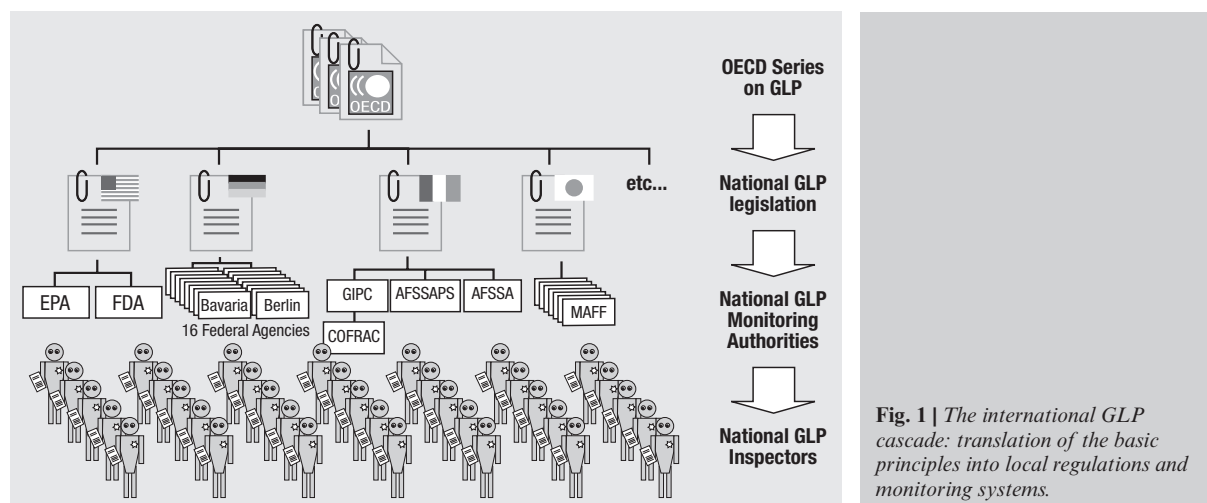 OECD
OECD Series
on GLP
etc...
National GLP
legislation
EPA
FDA
Bavaria
Berlin
16 Federal Agencies
GIPC
AFSSAPS
AFSSA
COFRAC
MAFF
National GLP
Monitoring
Authorities
National GLP
Inspectors
Fig. 1 | The international GLP
cascade: translation of the basic
principles into local regulations and
monitoring systems.